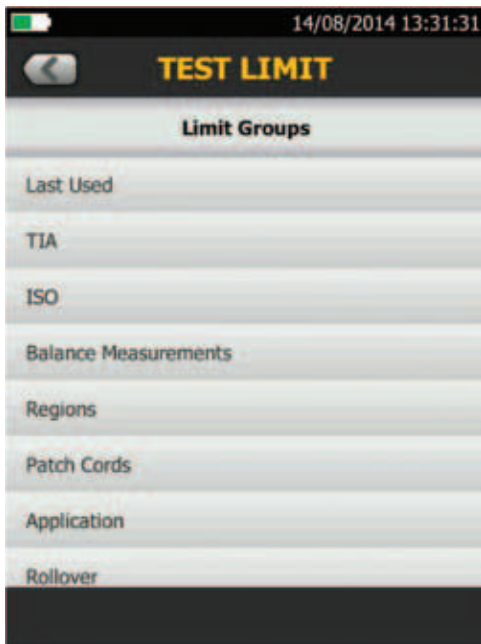 14/08/2014 13:31:31
TEST LIMIT
Limit Groups
Last Used
TIA
ISO
Balance Measurements
Regions
Patch Cords
Application
Rollover